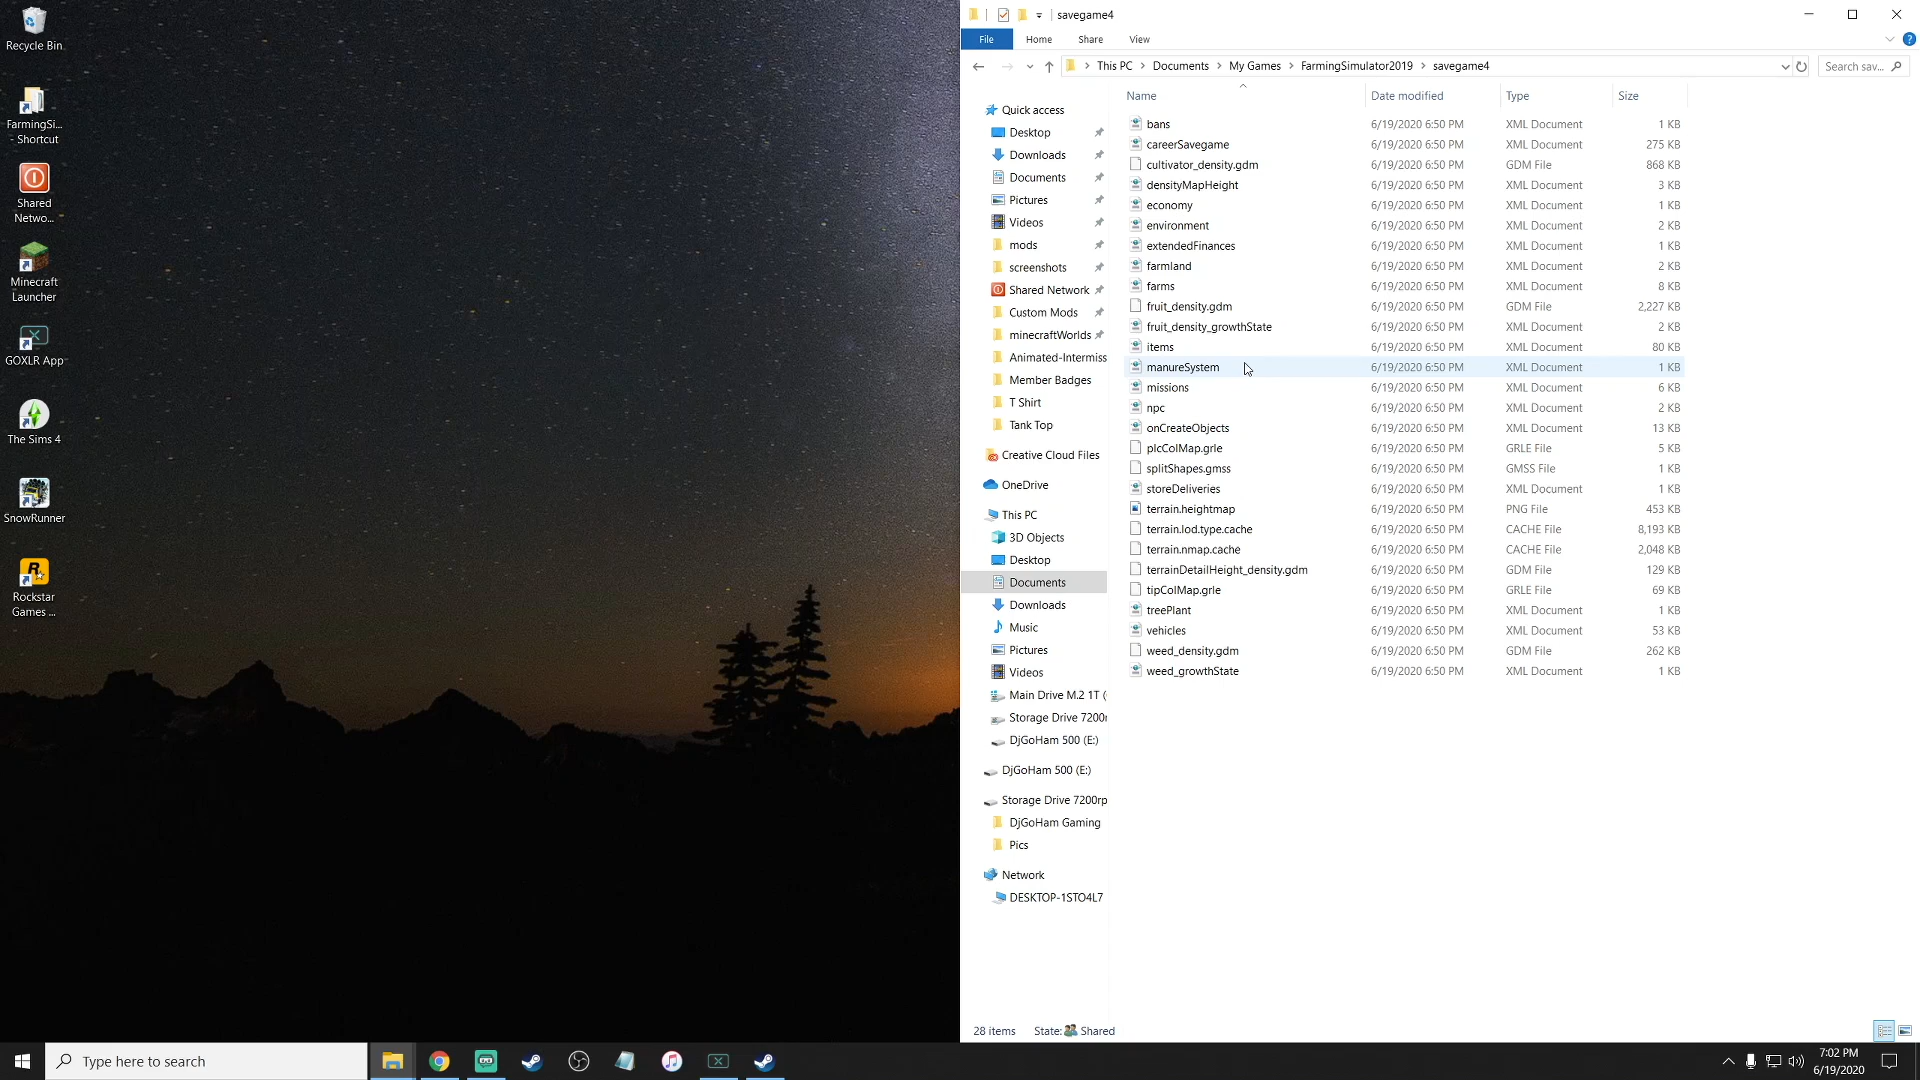 Recycle Bin
FarmingSi...
- Shortcut
Shared
Netwo...
Minecraft
Launcher
GOXLR App
The Sims 4
SnowRunner
Rockstar
Games ...
savegame4
File Home Share View
This PC > Documents > My Games > FarmingSimulator2019 > savegame4
Search sav...
Quick access
Desktop
Downloads
Documents
Pictures
Videos
mods
screenshots
Shared Network
Custom Mods
minecraftWorlds
Animated-Intermiss
Member Badges
T Shirt
Tank Top
Creative Cloud Files
OneDrive
This PC
3D Objects
Desktop
Documents
Downloads
Music
Pictures
Videos
Main Drive M.2 1T (
Storage Drive 7200r
DjGoHam 500 (E:)
DjGoHam 500 (E:)
Storage Drive 7200rp
DjGoHam Gaming
Pics
Network
DESKTOP-1STO4L7
Name Date modified Type Size
bans 6/19/2020 6:50 PM XML Document 1 KB
careerSavegame 6/19/2020 6:50 PM XML Document 275 KB
cultivator_density.gdm 6/19/2020 6:50 PM GDM File 868 KB
densityMapHeight 6/19/2020 6:50 PM XML Document 3 KB
economy 6/19/2020 6:50 PM XML Document 1 KB
environment 6/19/2020 6:50 PM XML Document 2 KB
extendedFinances 6/19/2020 6:50 PM XML Document 1 KB
farmland 6/19/2020 6:50 PM XML Document 2 KB
farms 6/19/2020 6:50 PM XML Document 8 KB
fruit_density.gdm 6/19/2020 6:50 PM GDM File 2,227 KB
fruit_density_growthState 6/19/2020 6:50 PM XML Document 2 KB
items 6/19/2020 6:50 PM XML Document 80 KB
manureSystem 6/19/2020 6:50 PM XML Document 1 KB
missions 6/19/2020 6:50 PM XML Document 6 KB
npc 6/19/2020 6:50 PM XML Document 2 KB
onCreateObjects 6/19/2020 6:50 PM XML Document 13 KB
plcColMap.grle 6/19/2020 6:50 PM GRLE File 5 KB
splitShapes.gmss 6/19/2020 6:50 PM GMSS File 1 KB
storeDeliveries 6/19/2020 6:50 PM XML Document 1 KB
terrain.heightmap 6/19/2020 6:50 PM PNG File 453 KB
terrain.lod.type.cache 6/19/2020 6:50 PM CACHE File 8,193 KB
terrain.nmap.cache 6/19/2020 6:50 PM CACHE File 2,048 KB
terrainDetailHeight_density.gdm 6/19/2020 6:50 PM GDM File 129 KB
tipColMap.grle 6/19/2020 6:50 PM GRLE File 69 KB
treePlant 6/19/2020 6:50 PM XML Document 1 KB
vehicles 6/19/2020 6:50 PM XML Document 53 KB
weed_density.gdm 6/19/2020 6:50 PM GDM File 262 KB
weed_growthState 6/19/2020 6:50 PM XML Document 1 KB
28 items State: Shared
Type here to search
7:02 PM
6/19/2020